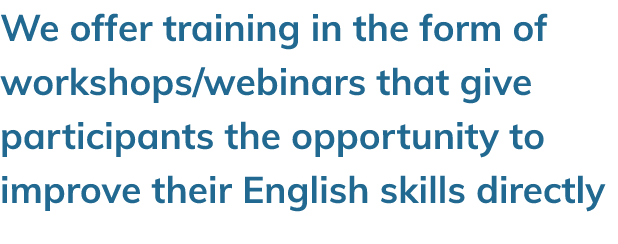 We offer training in the form of
workshops/webinars that give
participants the opportunity to
improve their English skills directly